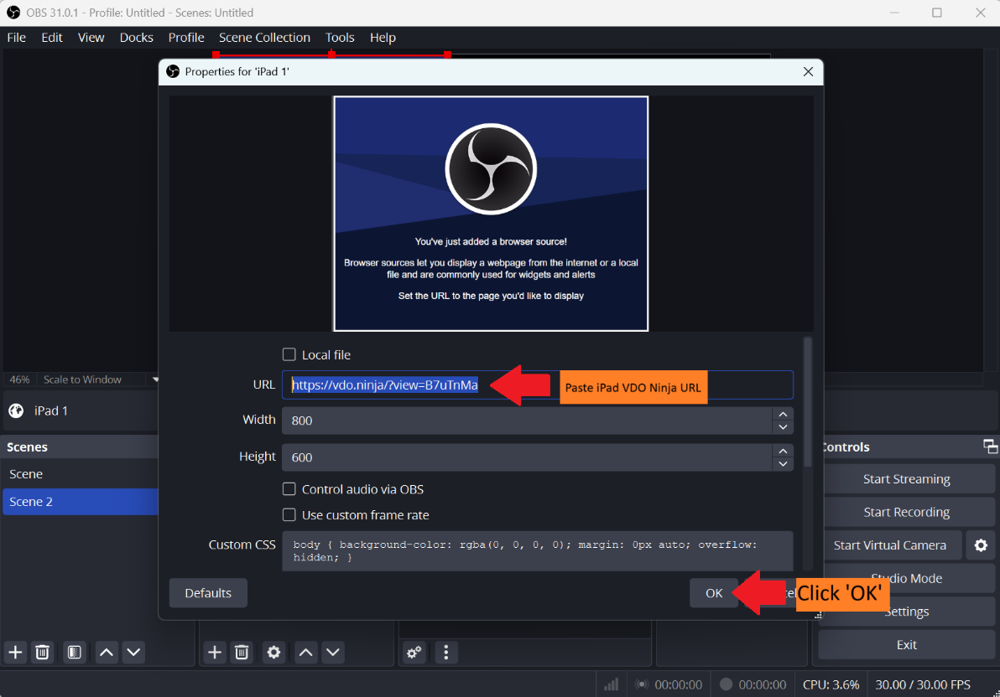 OBS 31.0.1 - Profile: Untitled - Scenes: Untitled
File Edit View Docks Profile Scene Collection Tools Help
Properties for 'iPad 1'
You've just added a browser source!
Browser sources let you display a webpage from the internet or a local
file and are commonly used for widgets and alerts
Set the URL to the page you'd like to display
Local file
46% Scale to Window
URL https://vdo.ninja/?view=B7uTnMa Paste iPad VDO Ninja URL
iPad 1
Width 800
Height 600
Scenes
Controls
Scene
Start Streaming
Control audio via OBS
Scene 2
Start Recording
Use custom frame rate
Custom CSS body { background-color: rgba(0, 0, 0, 0); margin: 0px auto; overflow:
hidden; }
Start Virtual Camera
Studio Mode
Defaults OK Click 'OK'
Settings
Exit
00:00:00 00:00:00 CPU: 3.6% 30.00 / 30.00 FPS